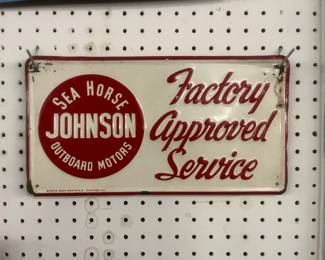 SEA HORSE
JOHNSON
OUTBOARD MOTORS
Factory
Approved
Service